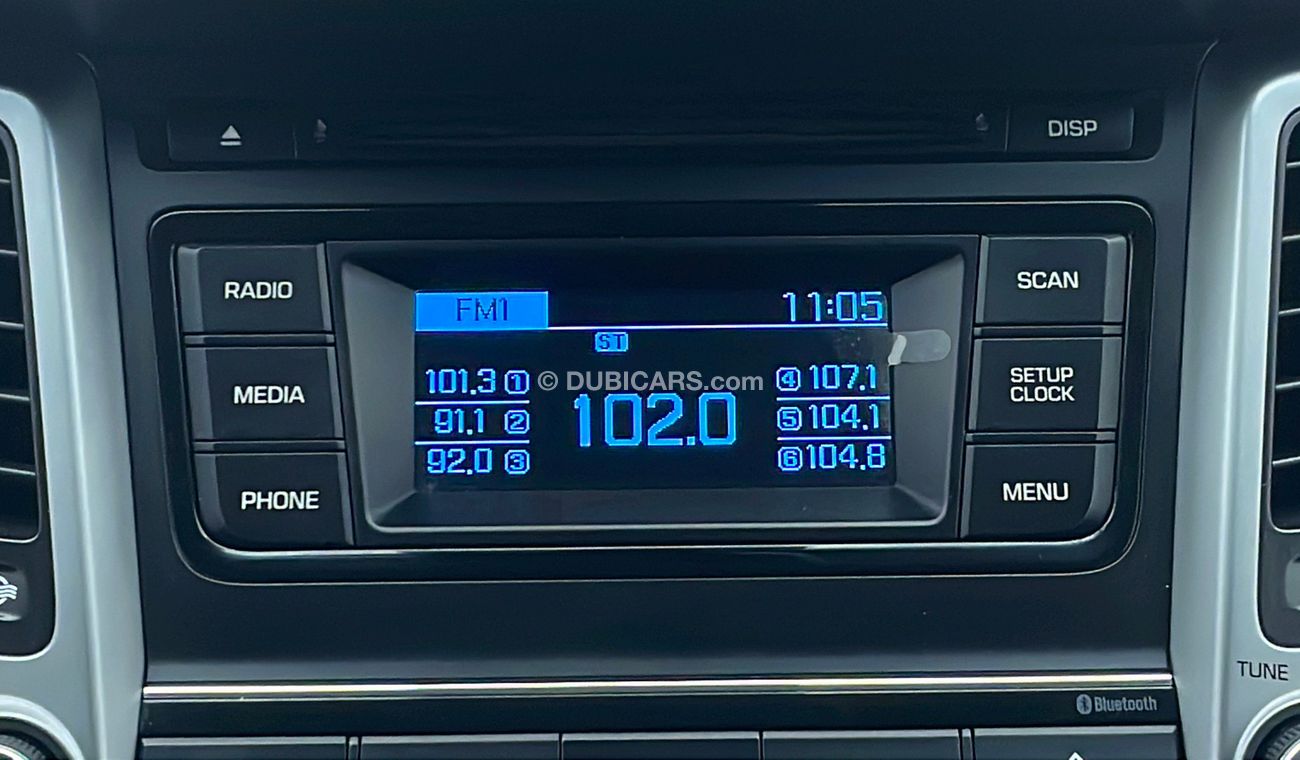 DISP
RADIO
MEDIA
PHONE
FM1
11:05
ST
101.3 1
91.1 2
92.0 3
© DUBICARS.com
102.0
4 107.1
5 104.1
6 104.8
SCAN
SETUP
CLOCK
MENU
TUNE
Bluetooth